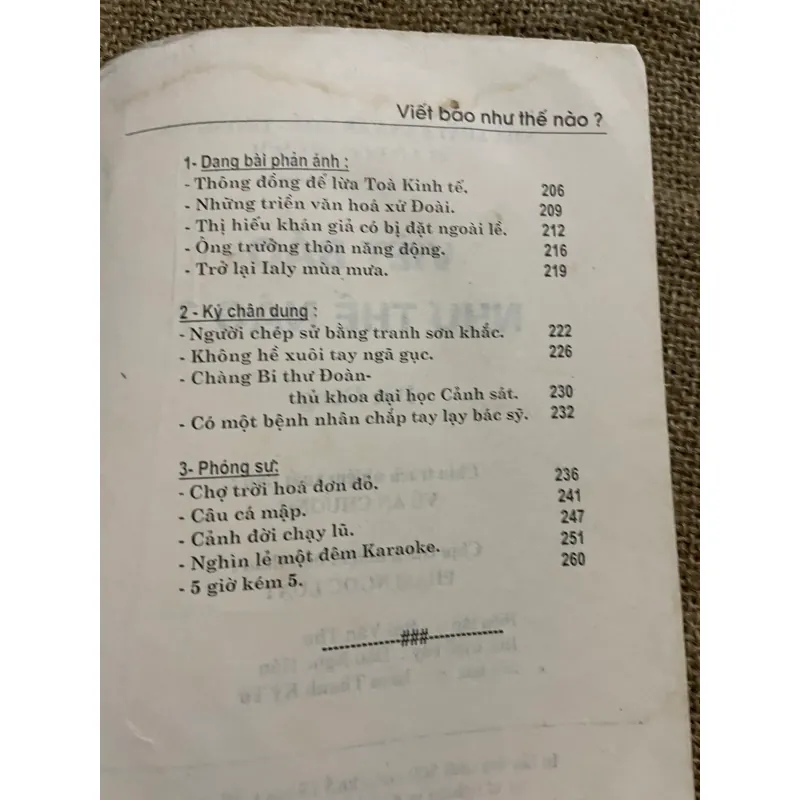 Viết báo như thế nào ?
1- Dạng bài phản ánh :
- Thông đồng để lừa Toà Kinh tế. 206
- Những triền văn hoá xứ Đoài. 209
- Thị hiếu khán giả có bị đặt ngoài lề. 212
- Ông trưởng thôn năng động. 216
- Trở lại Ialy mùa mưa. 219
2 - Ký chân dung :
- Người chép sử bằng tranh sơn khắc. 222
- Không hề xuôi tay ngã gục. 226
- Chàng Bí thư Đoàn-
thủ khoa đại học Cảnh sát. 230
- Có một bệnh nhân chắp tay lạy bác sỹ. 232
3- Phóng sự:
- Chợ trời hoá đơn đỏ. 236
- Câu cá mập. 241
- Cảnh đời chạy lũ. 247
- Nghìn lẻ một đêm Karaoke. 251
- 5 giờ kém 5. 260
--------------###-------------